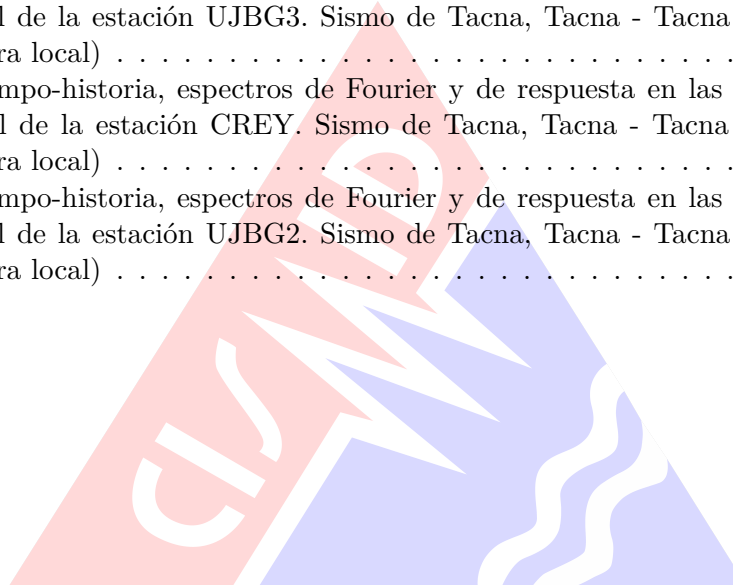 l de la estación UJBG3. Sismo de Tacna, Tacna - Tacna
ra local) . . . . . . . . . . . . . . . . . . . . . . . . . . . . .
mpo-historia, espectros de Fourier y de respuesta en las
l de la estación CREY. Sismo de Tacna, Tacna - Tacna
ra local) . . . . . . . . . . . . . . . . . . . . . . . . . . . . .
mpo-historia, espectros de Fourier y de respuesta en las
l de la estación UJBG2. Sismo de Tacna, Tacna - Tacna
ra local) . . . . . . . . . . . . . . . . . . . . . . . . . . . . .
CISMID